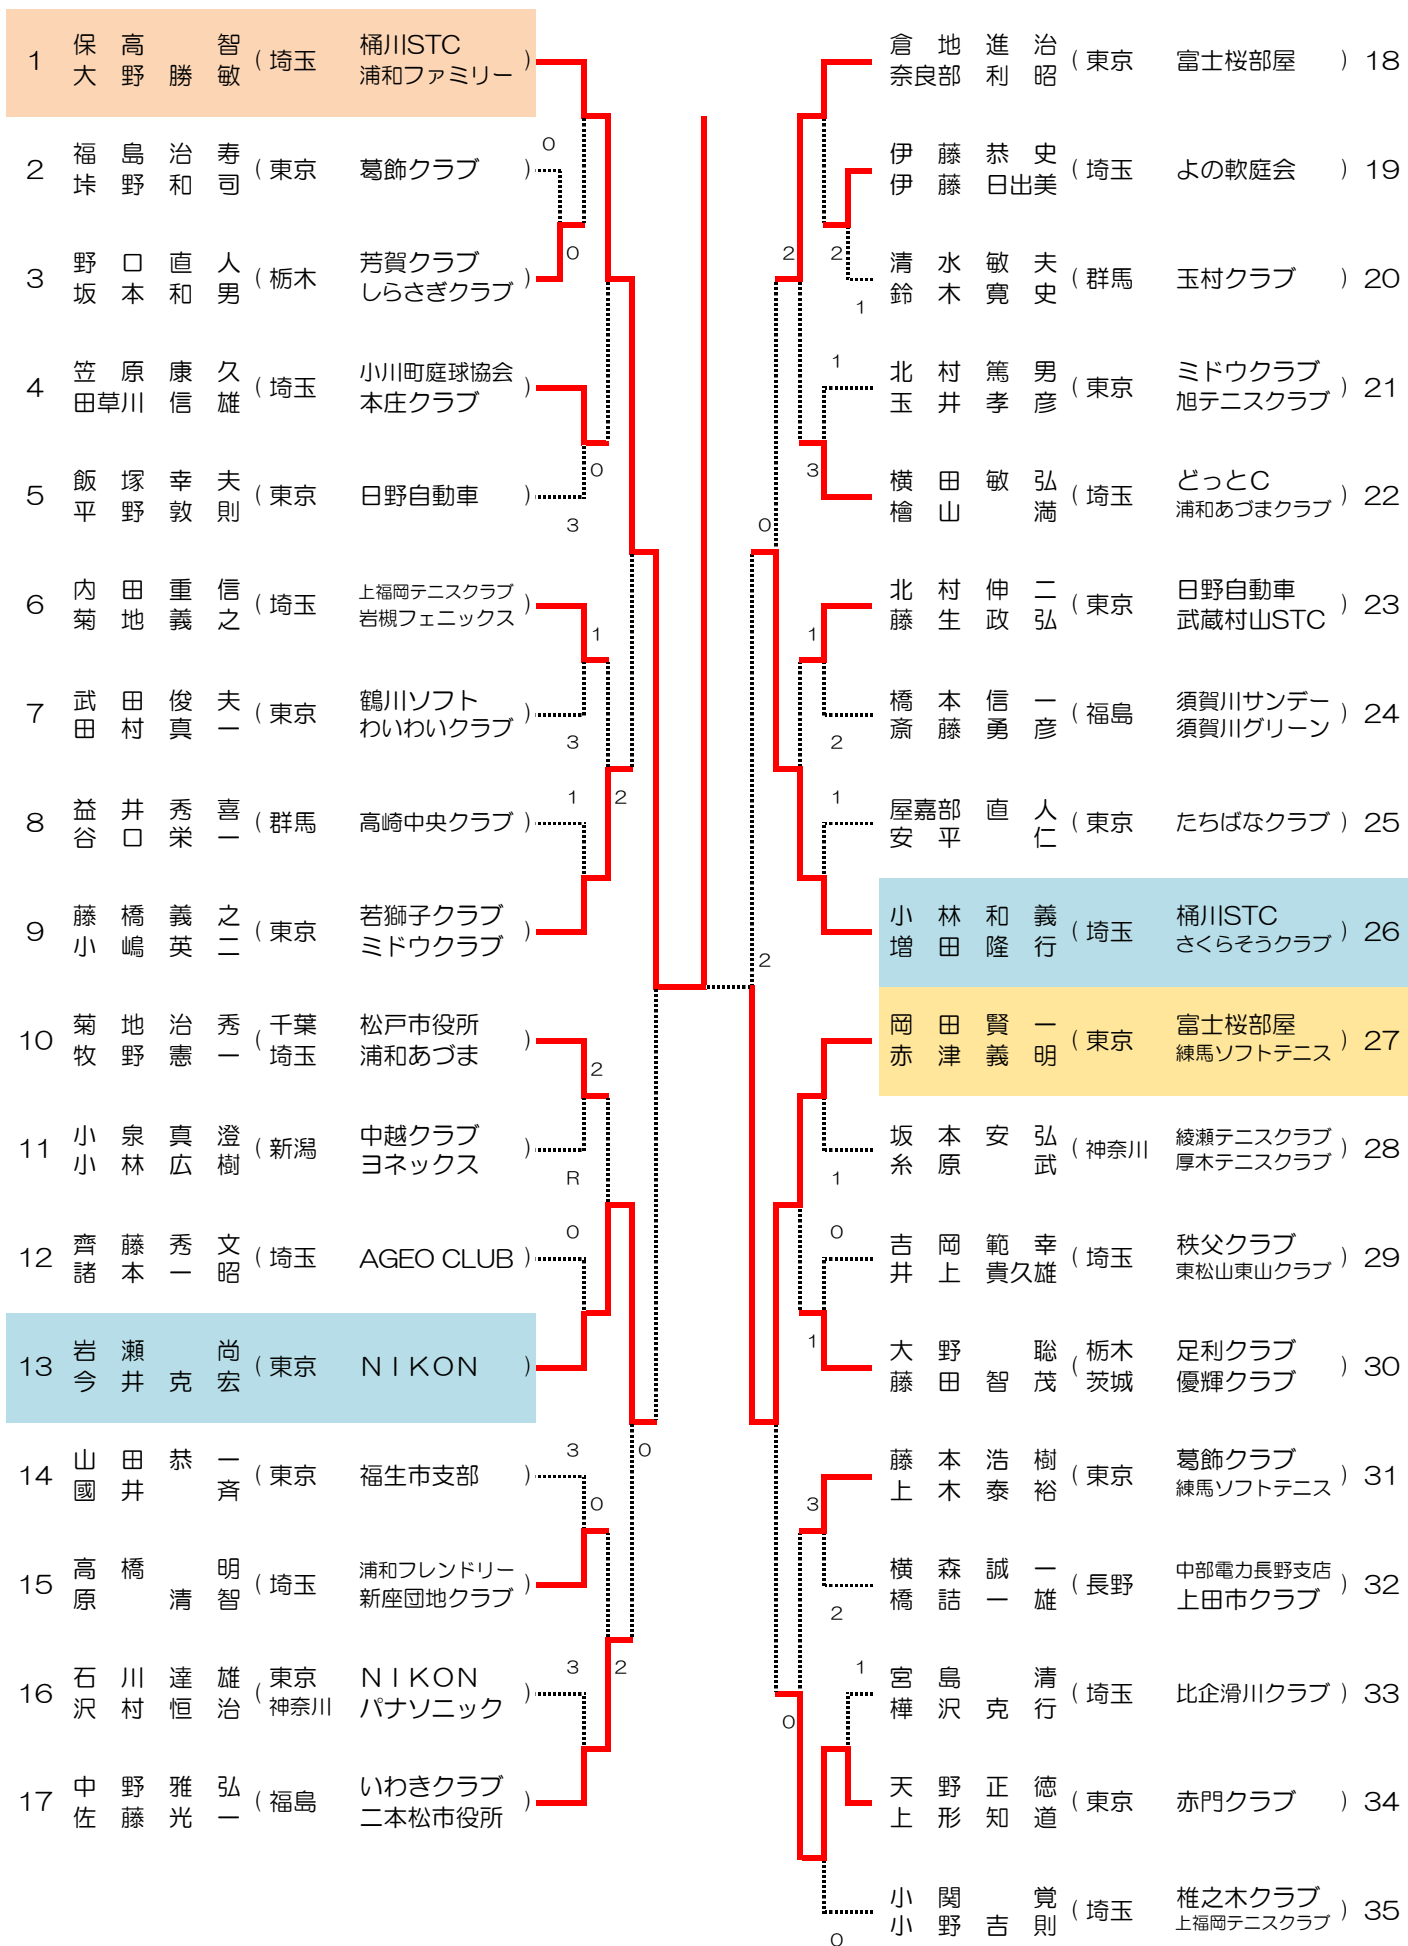 1 保高 智 (埼玉 桶川STC )
大野勝敏 浦和ファミリー
2 福島治寿 (東京 葛飾クラブ ) 0
垰野和司
3 野口直人 (栃木 芳賀クラブ ) 0
坂本和男 しらさぎクラブ
4 笠原康久 (埼玉 小川町庭球協会 )
田草川信雄 本庄クラブ
5 飯塚幸夫 (東京 日野自動車 ) 0
平野敦則 3
6 内田重信 (埼玉 上福岡テニスクラブ )
菊地義之 岩槻フェニックス 1
7 武田俊夫 (東京 鶴川ソフト )
田村真一 わいわいクラブ 3
8 益井秀喜 (群馬 高崎中央クラブ ) 1 2
谷口栄一
9 藤橋義之 (東京 若獅子クラブ )
小嶋英二 ミドウクラブ
10 菊地治秀 (千葉 松戸市役所 )
牧野憲一 埼玉 浦和あづま 2
11 小泉真澄 (新潟 中越クラブ )
小林広樹 ヨネックス R
12 齊藤秀文 (埼玉 AGEO CLUB ) 0
諸本一昭
13 岩瀬 尚 (東京 NIKON )
今井克宏
14 山田恭一 (東京 福生市支部 ) 3 0
國井 斉 0
15 高橋 明 (埼玉 浦和フレンドリー )
原 清智 新座団地クラブ
16 石川達雄 (東京 NIKON ) 3 2
沢村恒治 神奈川 パナソニック
17 中野雅弘 (福島 いわきクラブ )
佐藤光一 二本松市役所
倉地進治 (東京 富士桜部屋 ) 18
奈良部利昭
伊藤恭史 (埼玉 よの軟庭会 ) 19
伊藤日出美
2 2 清水敏夫 (群馬 玉村クラブ ) 20
1 鈴木寛史
1 北村篤男 (東京 ミドウクラブ ) 21
玉井孝彦 旭テニスクラブ
3 横田敏弘 (埼玉 どっとC ) 22
0 檜山 満 浦和あづまクラブ
北村伸二 (東京 日野自動車 ) 23
1 藤生政弘 武蔵村山STC
橋本信一 (福島 須賀川サンデー ) 24
2 斎藤勇彦 須賀川グリーン
1 屋嘉部直人 (東京 たちばなクラブ ) 25
安平 仁
小林和義 (埼玉 桶川STC ) 26
2 増田隆行 さくらそうクラブ
岡田賢一 (東京 富士桜部屋 ) 27
赤津義明 練馬ソフトテニス
坂本安弘 (神奈川 綾瀬テニスクラブ ) 28
1 糸原 武 厚木テニスクラブ
0 吉岡範幸 (埼玉 秩父クラブ ) 29
井上貴久雄 東松山東山クラブ
1 大野 聡 (栃木 足利クラブ ) 30
藤田智茂 茨城 優輝クラブ
藤本浩樹 (東京 葛飾クラブ ) 31
3 上木泰裕 練馬ソフトテニス
横森誠一 (長野 中部電力長野支店 ) 32
2 橋詰一雄 上田市クラブ
1 宮島 清 (埼玉 比企滑川クラブ ) 33
0 樺沢克行
天野正徳 (東京 赤門クラブ ) 34
上形知道
小関 覚 (埼玉 椎之木クラブ ) 35
0 小野吉則 上福岡テニスクラブ